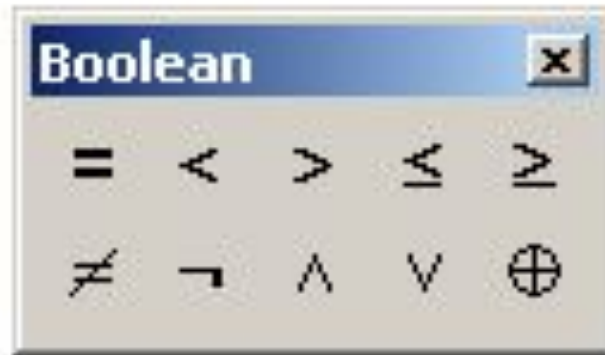 Boolean
= < > ≤ ≥
≠ ¬ ∧ ∨ ⊕